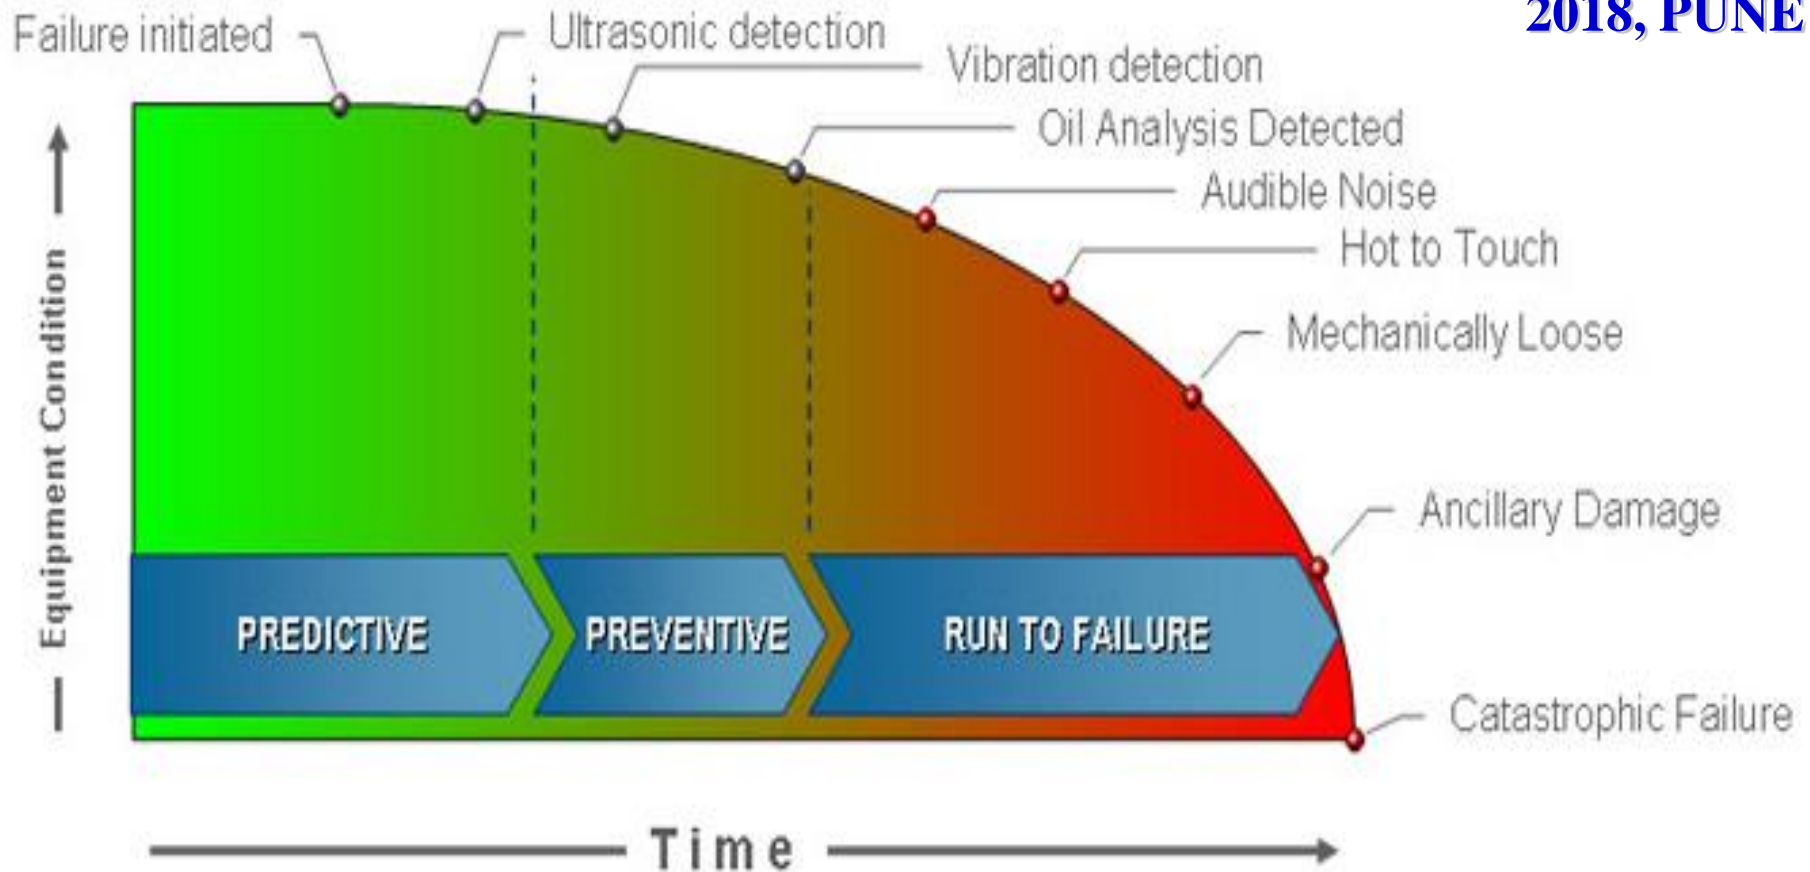 2018, PUNE
Failure initiated
Ultrasonic detection
Vibration detection
Oil Analysis Detected
Audible Noise
Hot to Touch
Mechanically Loose
Ancillary Damage
Catastrophic Failure
Equipment Condition
PREDICTIVE
PREVENTIVE
RUN TO FAILURE
Time